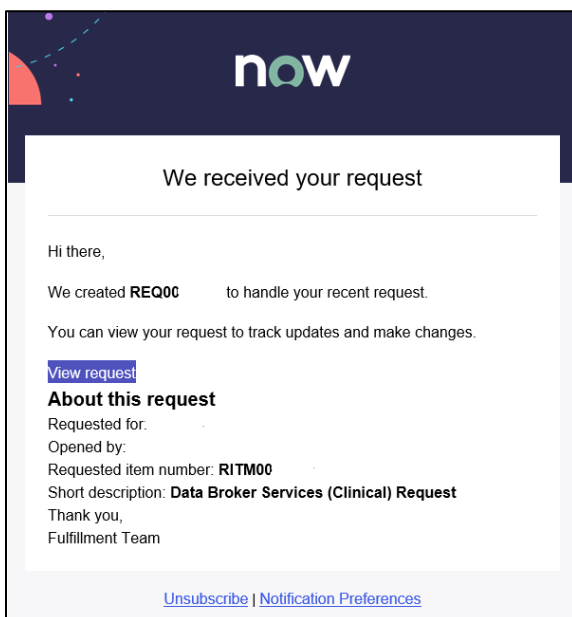 now
We received your request
Hi there,
We created REQ00 to handle your recent request.
You can view your request to track updates and make changes.
View request
About this request
Requested for:
Opened by:
Requested item number: RITM00
Short description: Data Broker Services (Clinical) Request
Thank you,
Fulfillment Team
Unsubscribe | Notification Preferences